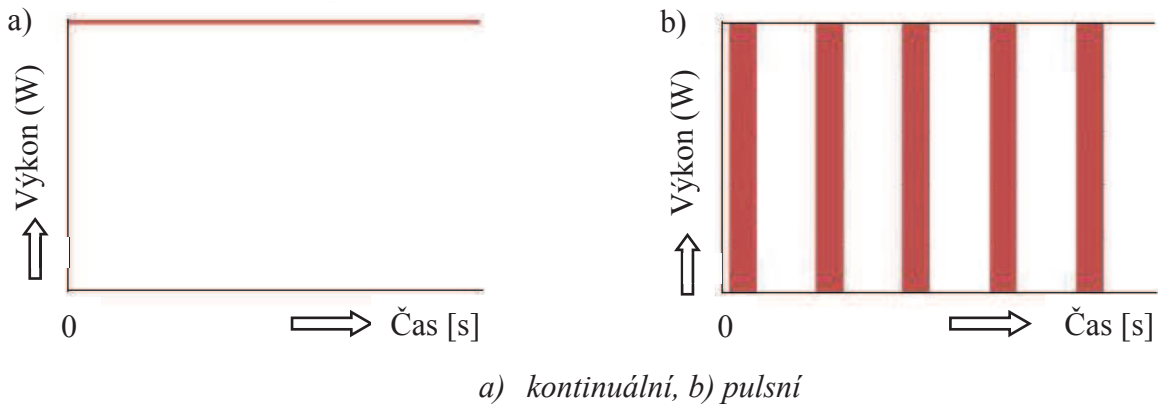 a)
Výkon (W)
0
Čas [s]
b)
Výkon (W)
0
Čas [s]
a) kontinuální, b) pulsní